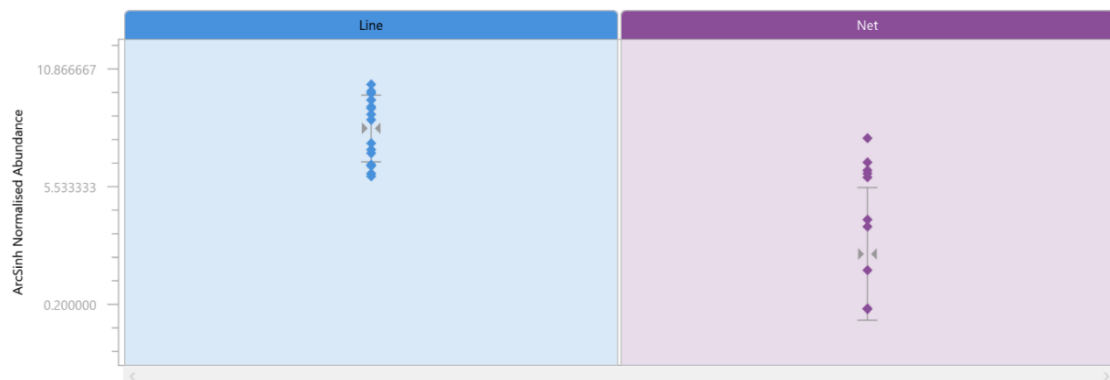 Line
Net
10.866667
5.533333
0.200000
ArcSinh Normalised Abundance